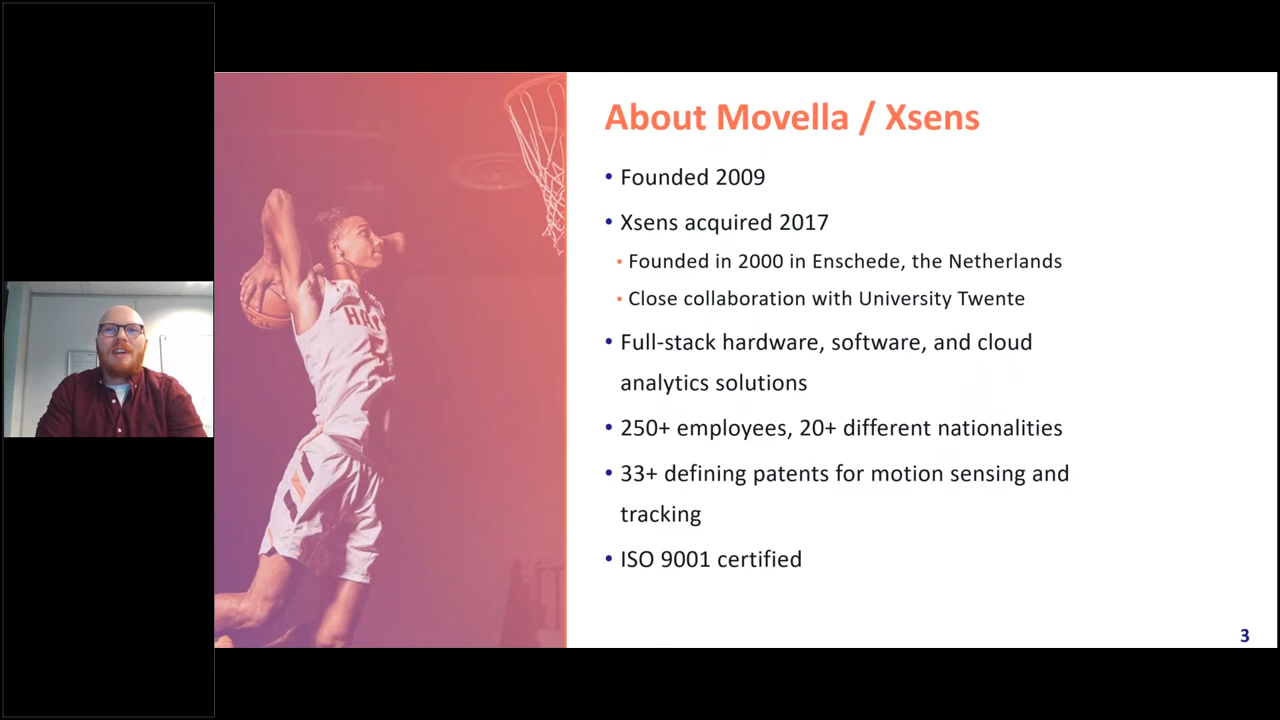 About Movella / Xsens
• Founded 2009
• Xsens acquired 2017
• Founded in 2000 in Enschede, the Netherlands
• Close collaboration with University Twente
• Full-stack hardware, software, and cloud
analytics solutions
• 250+ employees, 20+ different nationalities
• 33+ defining patents for motion sensing and
tracking
• ISO 9001 certified
3